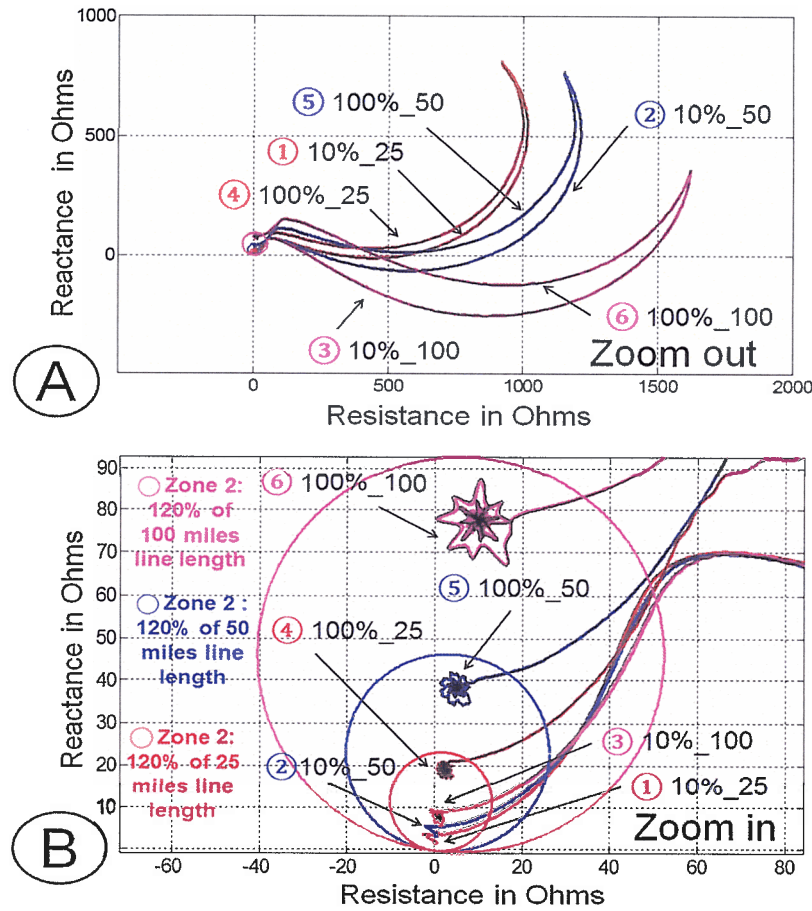 1000
500
0
Reactance in Ohms
⑤ 100%_50
② 10%_50
① 10%_25
④ 100%_25
③ 10%_100
⑥ 100%_100
Zoom out
A
0
500
1000
1500
2000
Resistance in Ohms
90
80
70
60
50
40
30
20
10
Reactance in Ohms
⑥ 100%_100
Zone 2:
120% of
100 miles
line length
⑤ 100%_50
Zone 2 :
120% of 50
miles line
length
④ 100%_25
Zone 2:
120% of 25
miles line
length
③ 10%_100
② 10%_50
① 10%_25
Zoom in
B
-60
-40
-20
0
20
40
60
80
Resistance in Ohms